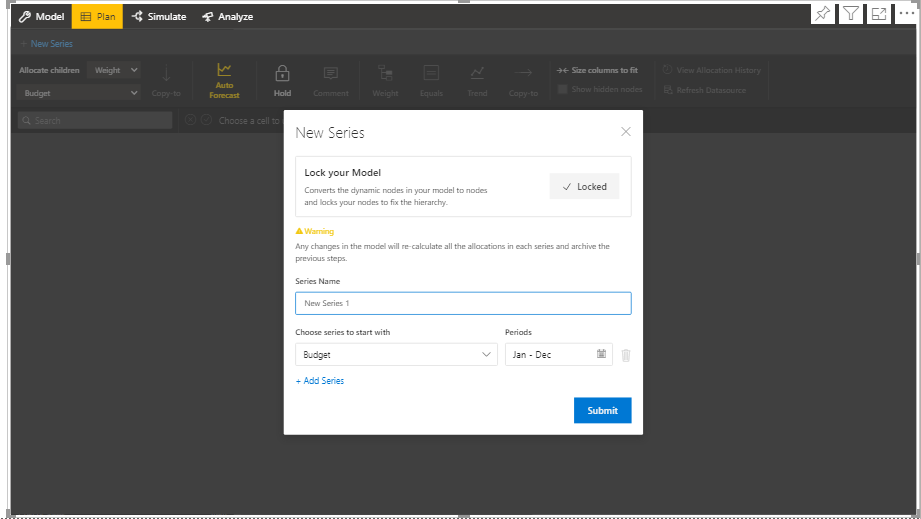 Model Plan Simulate Analyze
+ New Series
Allocate children Weight
Budget
Copy-to
Auto
Forecast
Hold
Comment
Weight
Equals
Trend
Copy-to
Size columns to fit
Show hidden nodes
View Allocation History
Refresh Datasource
Search
Choose a cell to
New Series
Lock your Model
Converts the dynamic nodes in your model to nodes
and locks your nodes to fix the hierarchy.
Locked
Warning
Any changes in the model will re-calculate all the allocations in each series and archive the
previous steps.
Series Name
New Series 1
Choose series to start with Periods
Budget Jan - Dec
+ Add Series
Submit